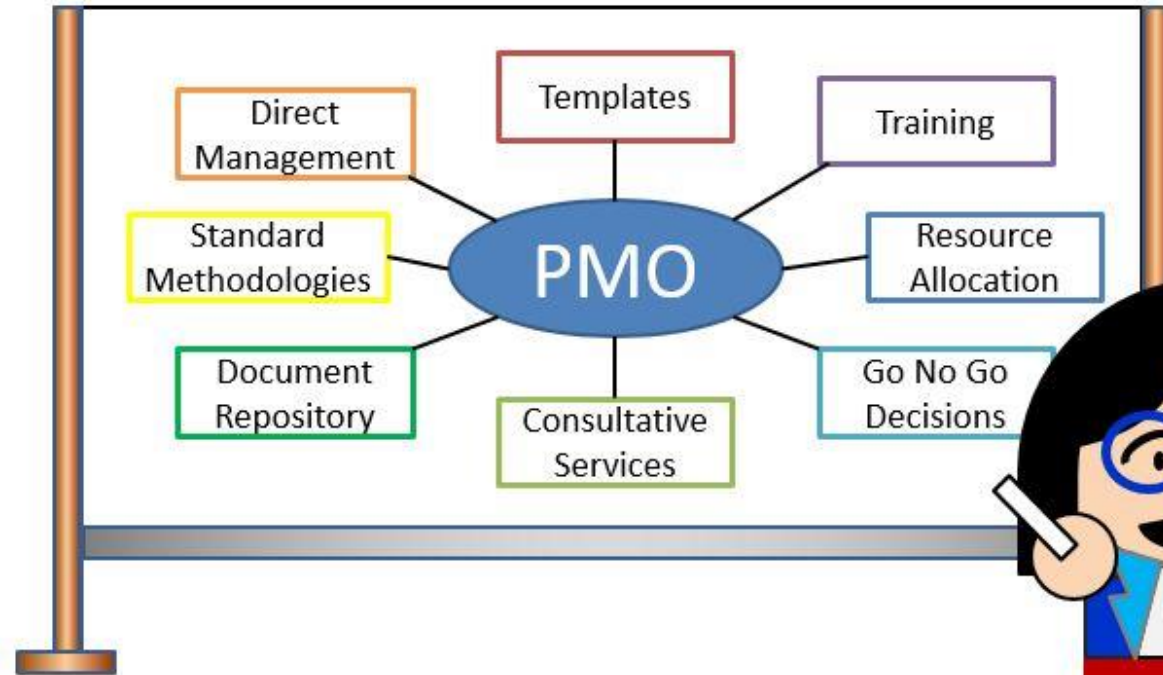 Templates
Direct
Management
Training
Standard
Methodologies
PMO
Resource
Allocation
Document
Repository
Consultative
Services
Go No Go
Decisions